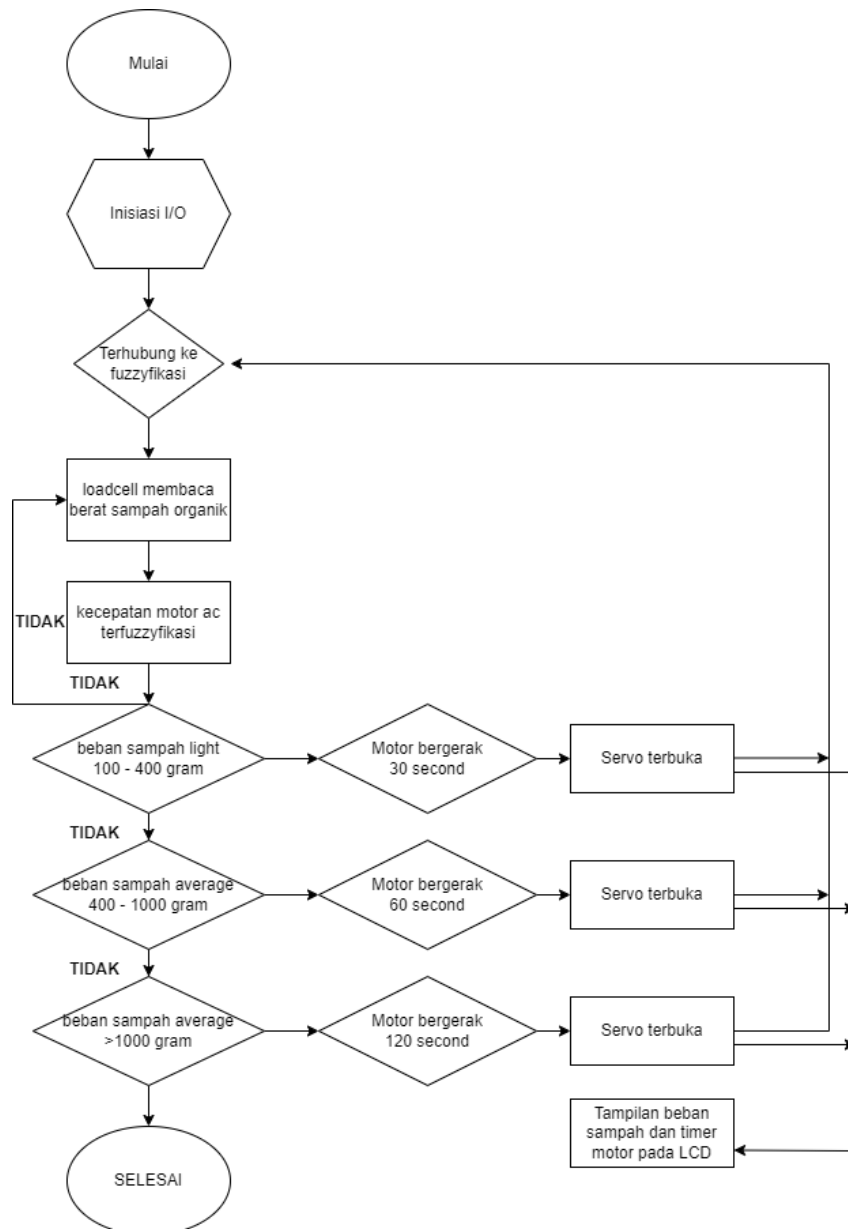 Mulai
Inisiasi I/O
Terhubung ke
fuzzyfikasi
loadcell membaca
berat sampah organik
TIDAK
kecepatan motor ac
terfuzzyfikasi
TIDAK
beban sampah light
100 - 400 gram
Motor bergerak
30 second
Servo terbuka
TIDAK
beban sampah average
400 - 1000 gram
Motor bergerak
60 second
Servo terbuka
TIDAK
beban sampah average
>1000 gram
Motor bergerak
120 second
Servo terbuka
Tampilan beban
sampah dan timer
motor pada LCD
SELESAI